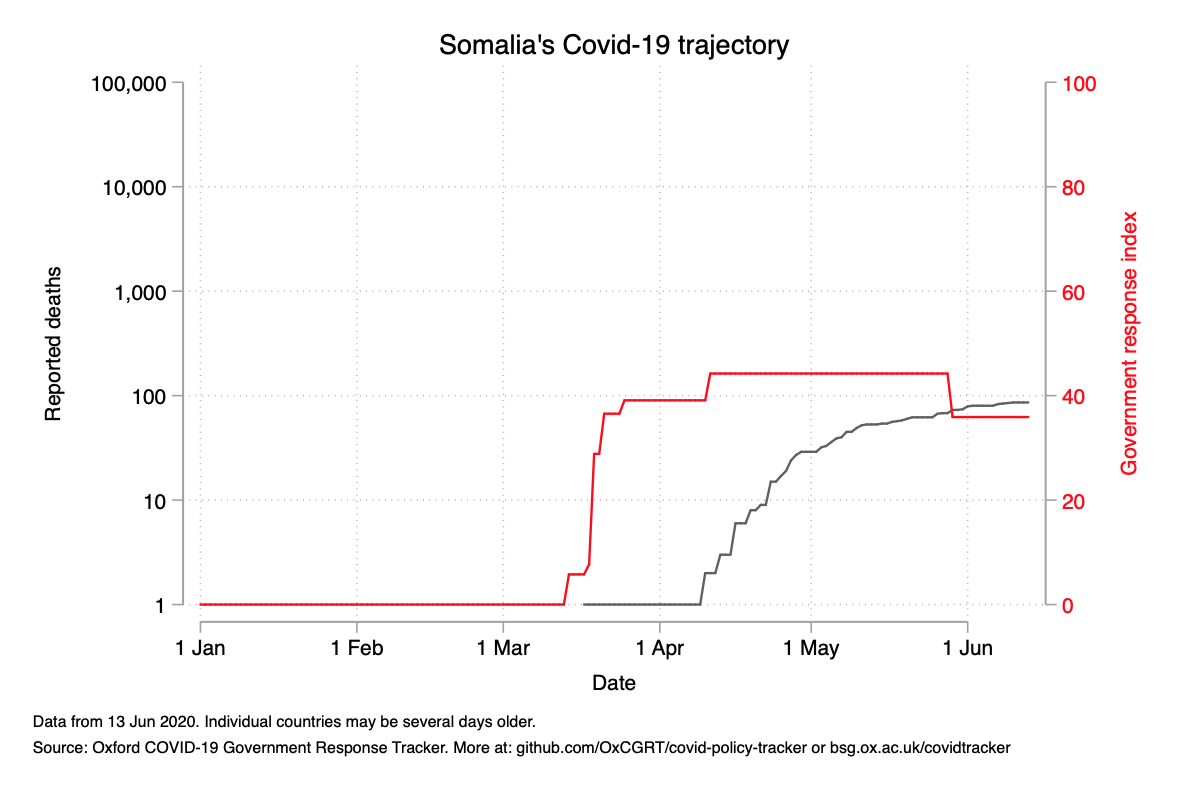 Somalia's Covid-19 trajectory
100,000
10,000
1,000
100
10
1
Reported deaths
100
80
60
40
20
0
Government response index
1 Jan 1 Feb 1 Mar 1 Apr 1 May 1 Jun
Date
Data from 13 Jun 2020. Individual countries may be several days older.
Source: Oxford COVID-19 Government Response Tracker. More at: github.com/OxCGRT/covid-policy-tracker or bsg.ox.ac.uk/covidtracker